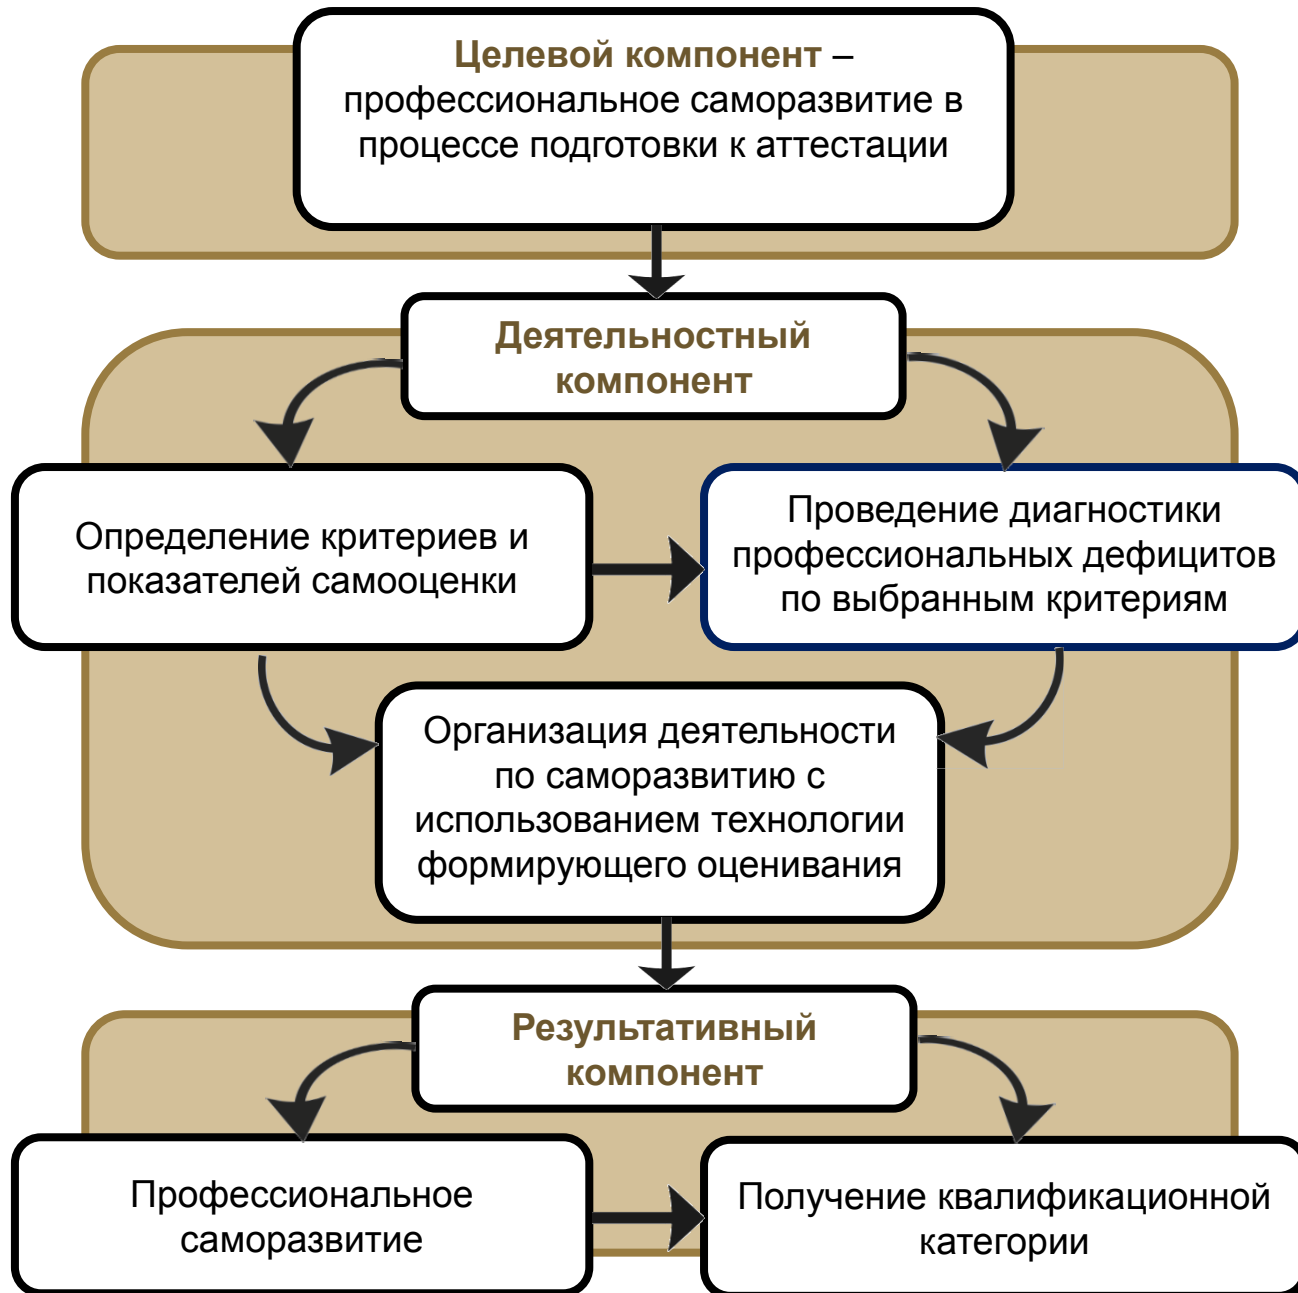 Целевой компонент –
профессиональное саморазвитие в
процессе подготовки к аттестации
Деятельностный
компонент
Определение критериев и
показателей самооценки
Проведение диагностики
профессиональных дефицитов
по выбранным критериям
Организация деятельности
по саморазвитию с
использованием технологии
формирующего оценивания
Результативный
компонент
Профессиональное
саморазвитие
Получение квалификационной
категории